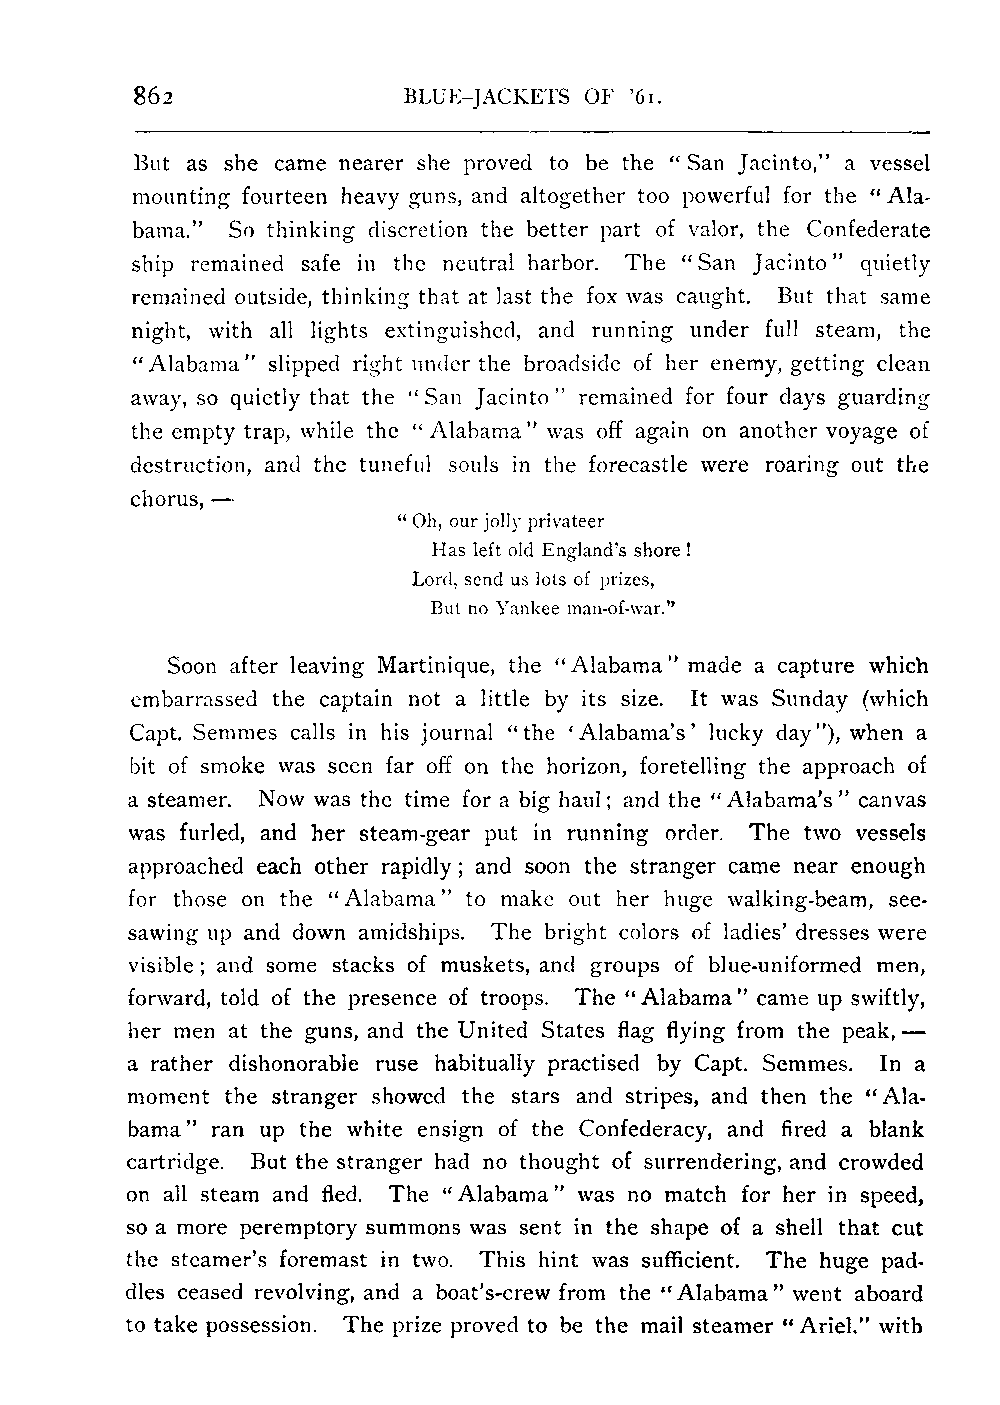 862 BLUE-JACKETS OF '61.
But as she came nearer she proved to be the "San Jacinto," a vessel
mounting fourteen heavy guns, and altogether too powerful for the "Ala-
bama." So thinking discretion the better part of valor, the Confederate
ship remained safe in the neutral harbor. The "San Jacinto" quietly
remained outside, thinking that at last the fox was caught. But that same
night, with all lights extinguished, and running under full steam, the
"Alabama" slipped right under the broadside of her enemy, getting clean
away, so quietly that the "San Jacinto" remained for four days guarding
the empty trap, while the "Alabama" was off again on another voyage of
destruction, and the tuneful souls in the forecastle were roaring out the
chorus, —
"Oh, our jolly privateer
Has left old England's shore!
Lord, send us lots of prizes,
But no Yankee man-of-war."
Soon after leaving Martinique, the "Alabama" made a capture which
embarrassed the captain not a little by its size. It was Sunday (which
Capt. Semmes calls in his journal "the 'Alabama's' lucky day"), when a
bit of smoke was seen far off on the horizon, foretelling the approach of
a steamer. Now was the time for a big haul; and the "Alabama's" canvas
was furled, and her steam-gear put in running order. The two vessels
approached each other rapidly; and soon the stranger came near enough
for those on the "Alabama" to make out her huge walking-beam, see-
sawing up and down amidships. The bright colors of ladies' dresses were
visible; and some stacks of muskets, and groups of blue-uniformed men,
forward, told of the presence of troops. The "Alabama" came up swiftly,
her men at the guns, and the United States flag flying from the peak, —
a rather dishonorable ruse habitually practised by Capt. Semmes. In a
moment the stranger showed the stars and stripes, and then the "Ala-
bama" ran up the white ensign of the Confederacy, and fired a blank
cartridge. But the stranger had no thought of surrendering, and crowded
on all steam and fled. The "Alabama" was no match for her in speed,
so a more peremptory summons was sent in the shape of a shell that cut
the steamer's foremast in two. This hint was sufficient. The huge pad-
dles ceased revolving, and a boat's-crew from the "Alabama" went aboard
to take possession. The prize proved to be the mail steamer "Ariel," with